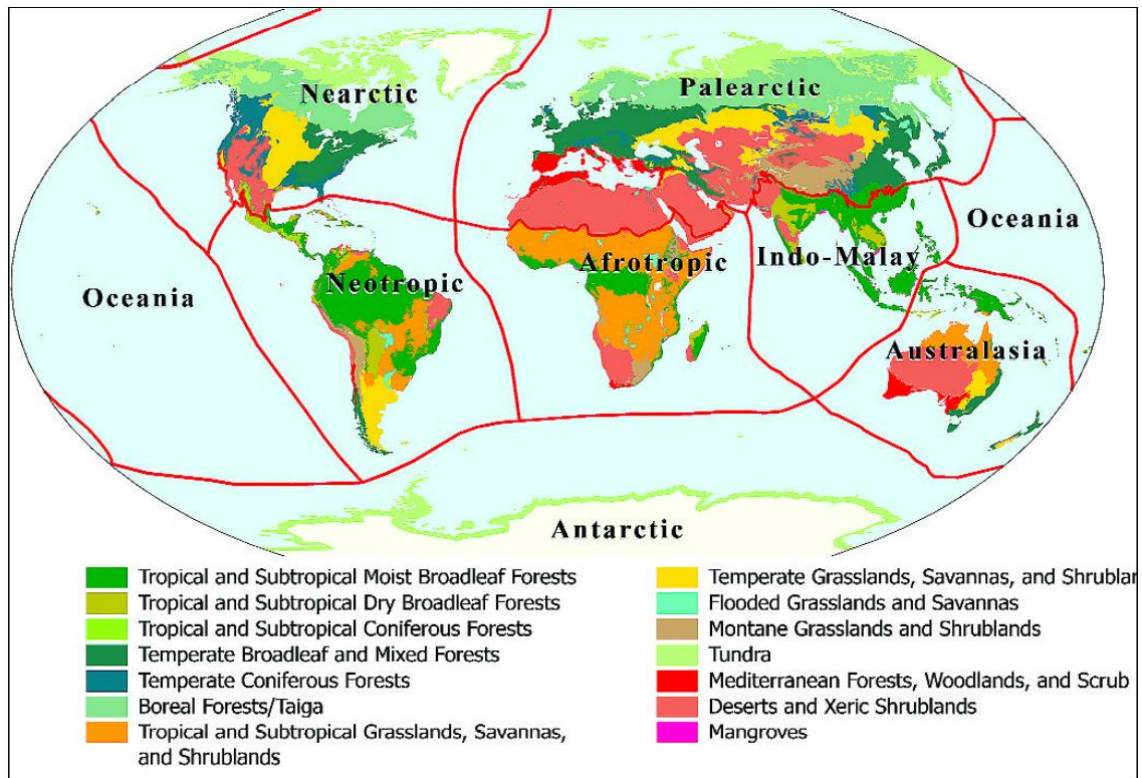 Nearctic
Palearctic
Oceania
Neotropic
Afrotropic
Indo-Malay
Oceania
Australasia
Antarctic
Tropical and Subtropical Moist Broadleaf Forests
Tropical and Subtropical Dry Broadleaf Forests
Tropical and Subtropical Coniferous Forests
Temperate Broadleaf and Mixed Forests
Temperate Coniferous Forests
Boreal Forests/Taiga
Tropical and Subtropical Grasslands, Savannas,
and Shrublands
Temperate Grasslands, Savannas, and Shrublan
Flooded Grasslands and Savannas
Montane Grasslands and Shrublands
Tundra
Mediterranean Forests, Woodlands, and Scrub
Deserts and Xeric Shrublands
Mangroves